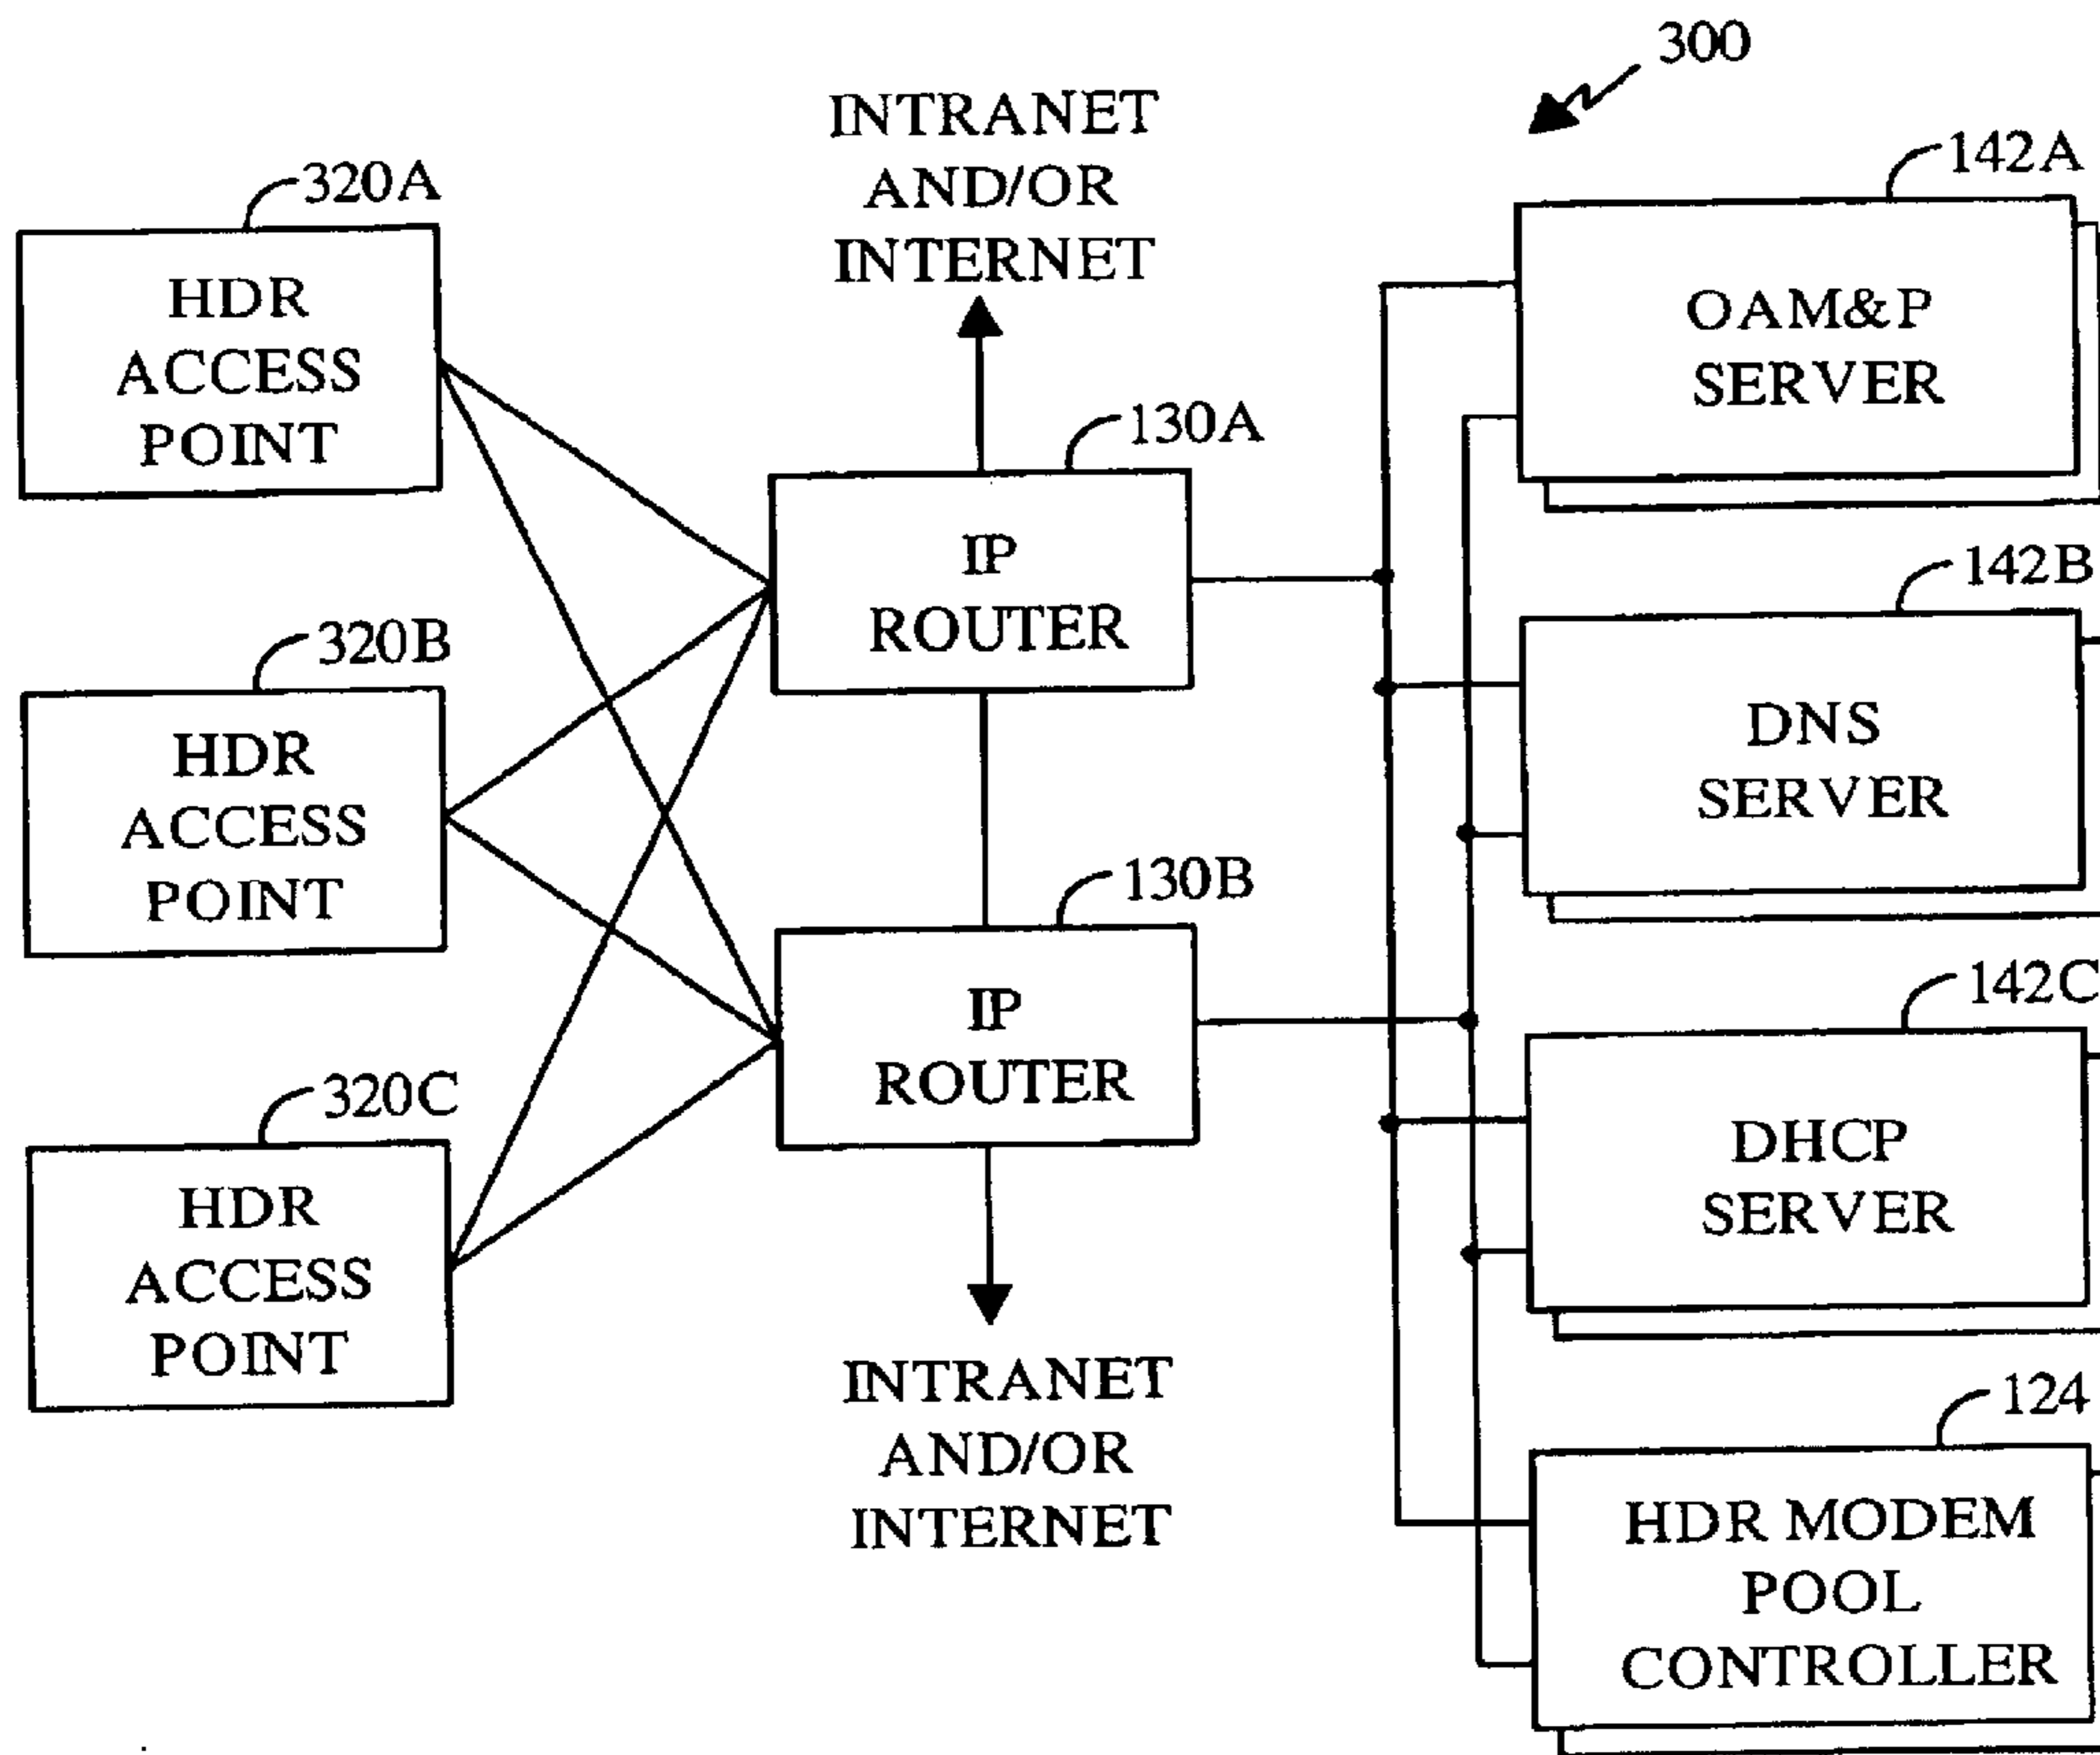 300
INTRANET
AND/OR
INTERNET
320A
HDR
ACCESS
POINT
142A
OAM&P
SERVER
130A
IP
ROUTER
320B
HDR
ACCESS
POINT
142B
DNS
SERVER
130B
IP
ROUTER
320C
HDR
ACCESS
POINT
142C
DHCP
SERVER
INTRANET
AND/OR
INTERNET
124
HDR MODEM
POOL
CONTROLLER